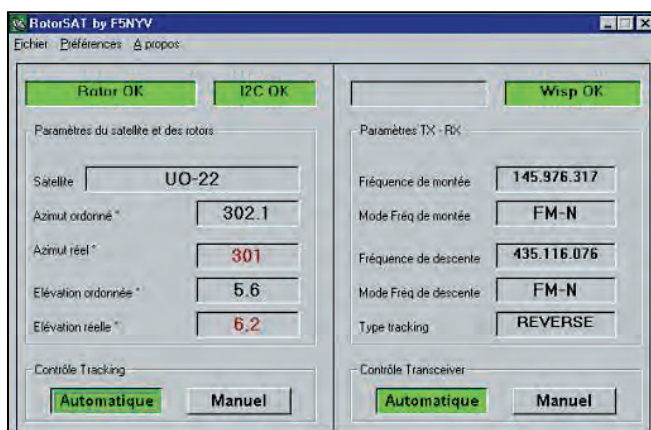 RotorSAT by F5NYV
Fichier Préférences A propos
Rotor OK I2C OK Wisp OK
Paramètres du satellite et des rotors
Satellite UO-22
Azimut ordonné ° 302.1
Azimut réel ° 301
Elévation ordonnée ° 5.6
Elévation réelle ° 6.2
Contrôle Tracking
Automatique Manuel
Paramètres TX - RX
Fréquence de montée 145.976.317
Mode Fréq de montée FM-N
Fréquence de descente 435.116.076
Mode Fréq de descente FM-N
Type tracking REVERSE
Contrôle Transceiver
Automatique Manuel